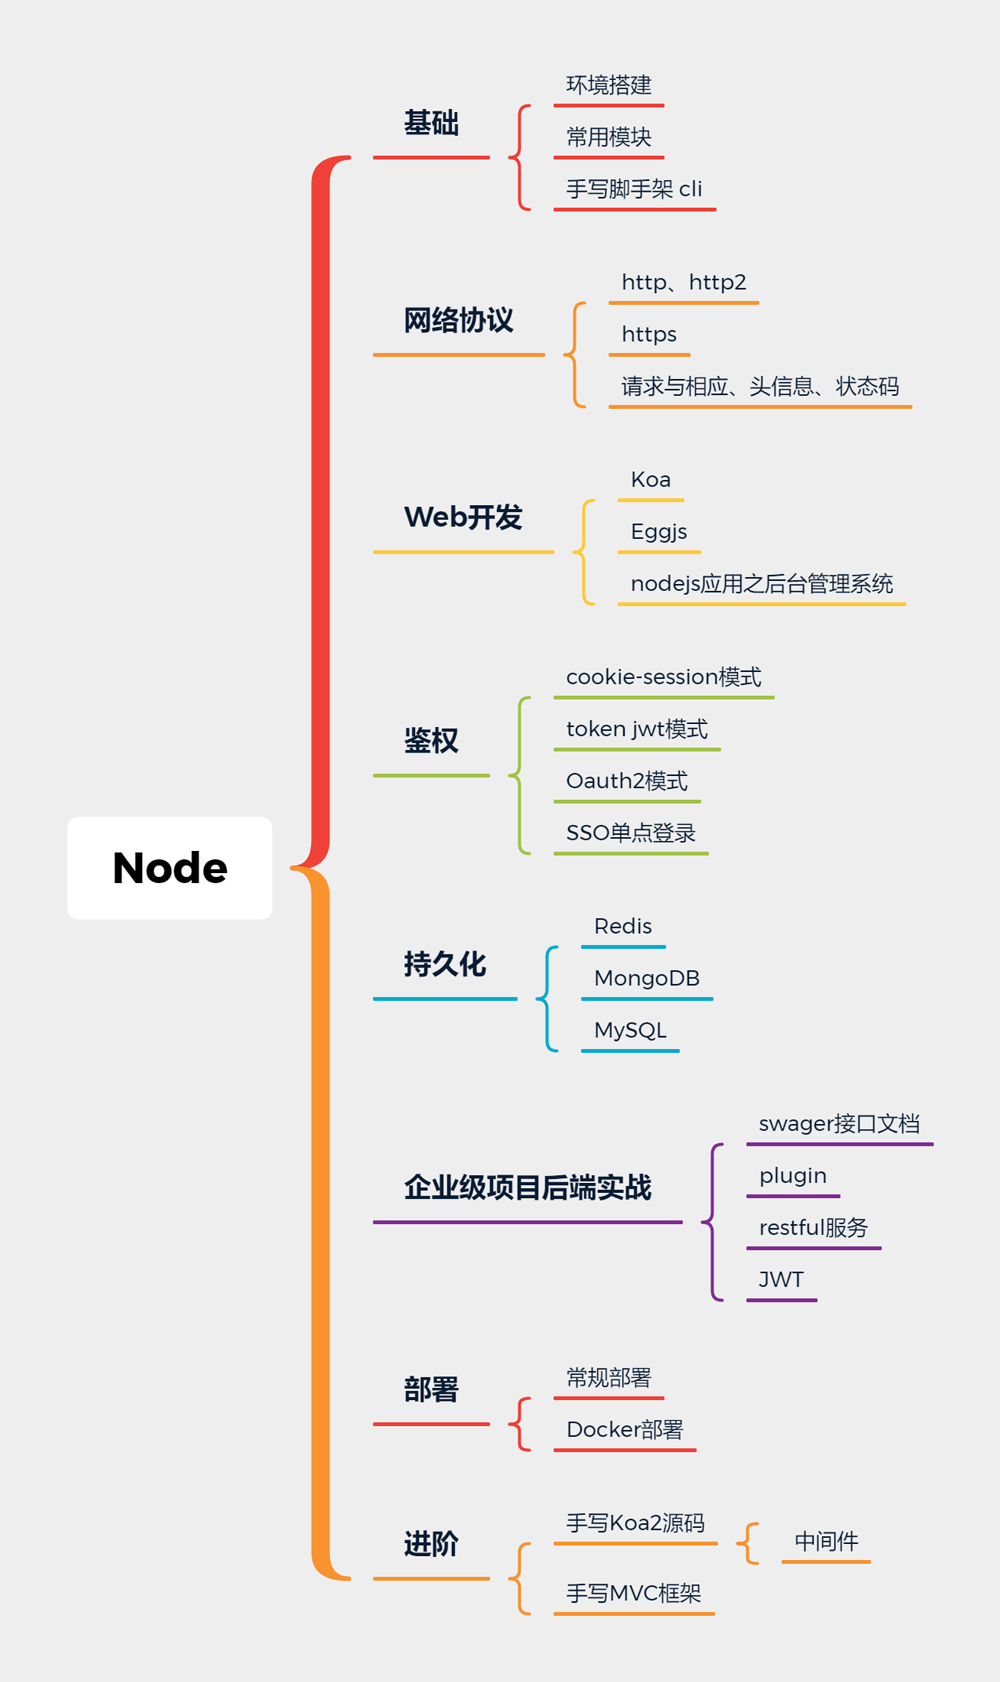 基础
环境搭建
常用模块
手写脚手架 cli
网络协议
http、http2
https
请求与相应、头信息、状态码
Web开发
Koa
Eggjs
nodejs应用之后台管理系统
鉴权
cookie-session模式
token jwt模式
Oauth2模式
SSO单点登录
Node
持久化
Redis
MongoDB
MySQL
企业级项目后端实战
swager接口文档
plugin
restful服务
JWT
部署
常规部署
Docker部署
进阶
手写Koa2源码
中间件
手写MVC框架